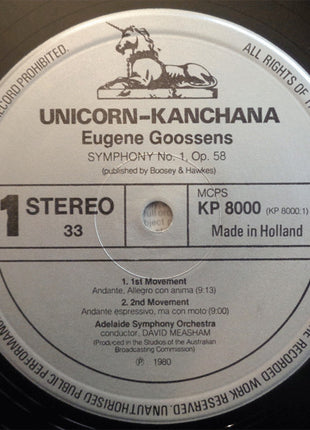 RECORD PROHIBITED.
ALL RIGHTS OF
UNICORN-KANCHANA
Eugene Goossens
SYMPHONY No. 1, Op. 58
(published by Boosey & Hawkes)
1 STEREO
33
MCPS
KP 8000 (KP 8000:1)
Made in Holland
1. 1st Movement
Andante, Allegro con anima (9:13)
2. 2nd Movement
Andante espressivo, ma con moto (9:00)
Adelaide Symphony Orchestra
conductor, DAVID MEASHAM
(Produced in the Studios of the Australian
Broadcasting Commission)
℗ 1980
RECORDED WORK RESERVED. UNAUTHORISED PUBLIC PERFORMAN